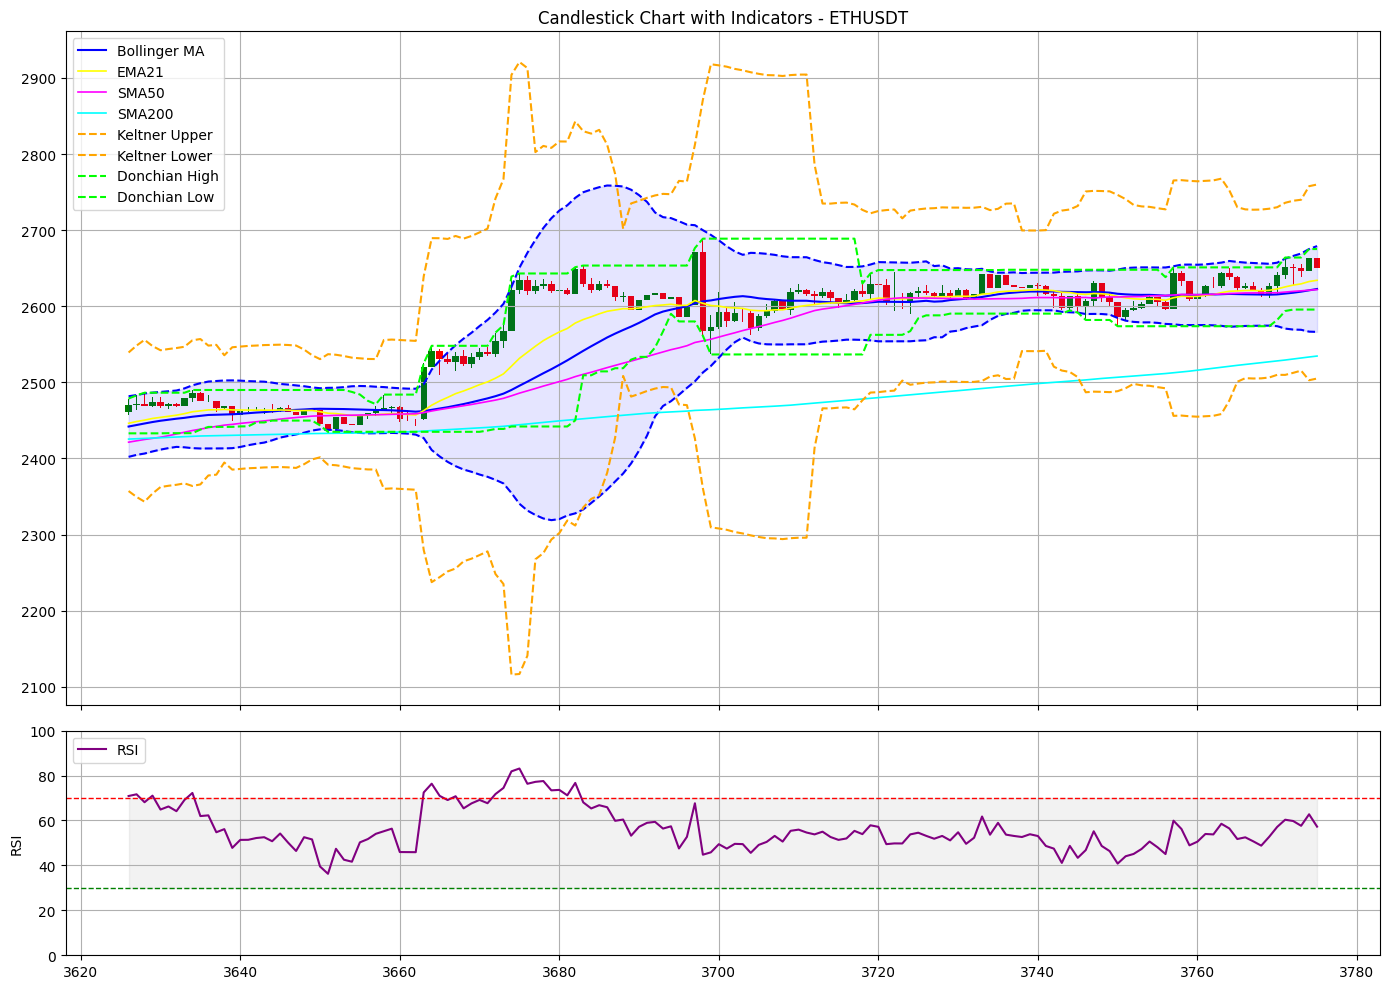 Candlestick Chart with Indicators - ETHUSDT
Bollinger MA
EMA21
SMA50
SMA200
Keltner Upper
Keltner Lower
Donchian High
Donchian Low
2900
2800
2700
2600
2500
2400
2300
2200
2100
RSI
100
80
60
40
20
0
RSI
3620 3640 3660 3680 3700 3720 3740 3760 3780